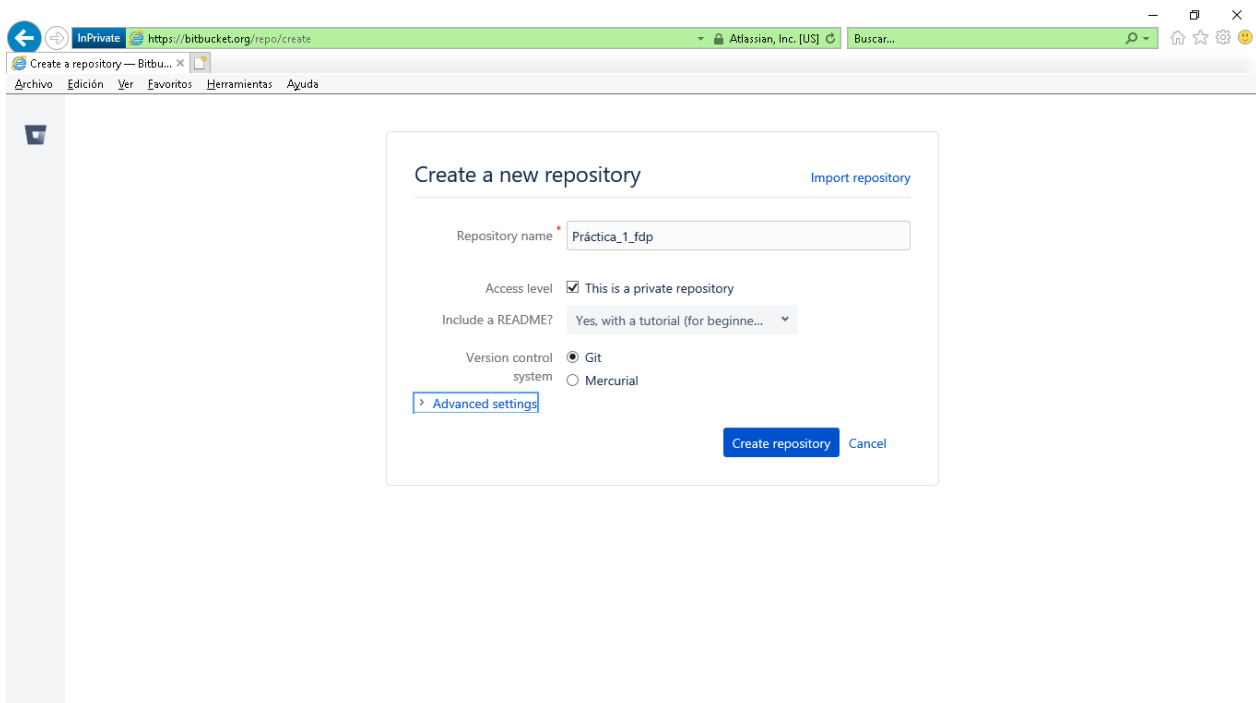 InPrivate https://bitbucket.org/repo/create Atlassian, Inc. [US] Buscar...
Create a repository — Bitbu...
Archivo Edición Ver Favoritos Herramientas Ayuda
Create a new repository Import repository
Repository name * Práctica_1_fdp
Access level This is a private repository
Include a README? Yes, with a tutorial (for beginne...
Version control Git
system Mercurial
Advanced settings
Create repository Cancel